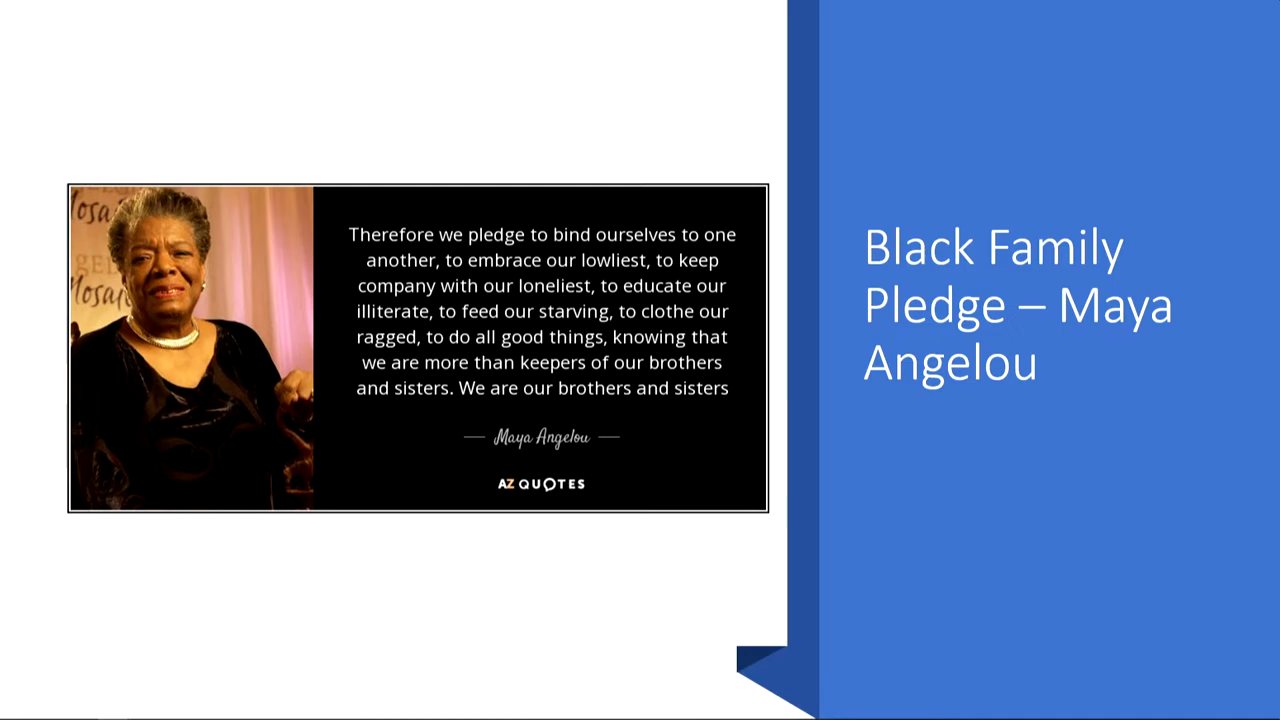 Therefore we pledge to bind ourselves to one
another, to embrace our lowliest, to keep
company with our loneliest, to educate our
illiterate, to feed our starving, to clothe our
ragged, to do all good things, knowing that
we are more than keepers of our brothers
and sisters. We are our brothers and sisters
Maya Angelou
AZ QUOTES
Black Family
Pledge – Maya
Angelou